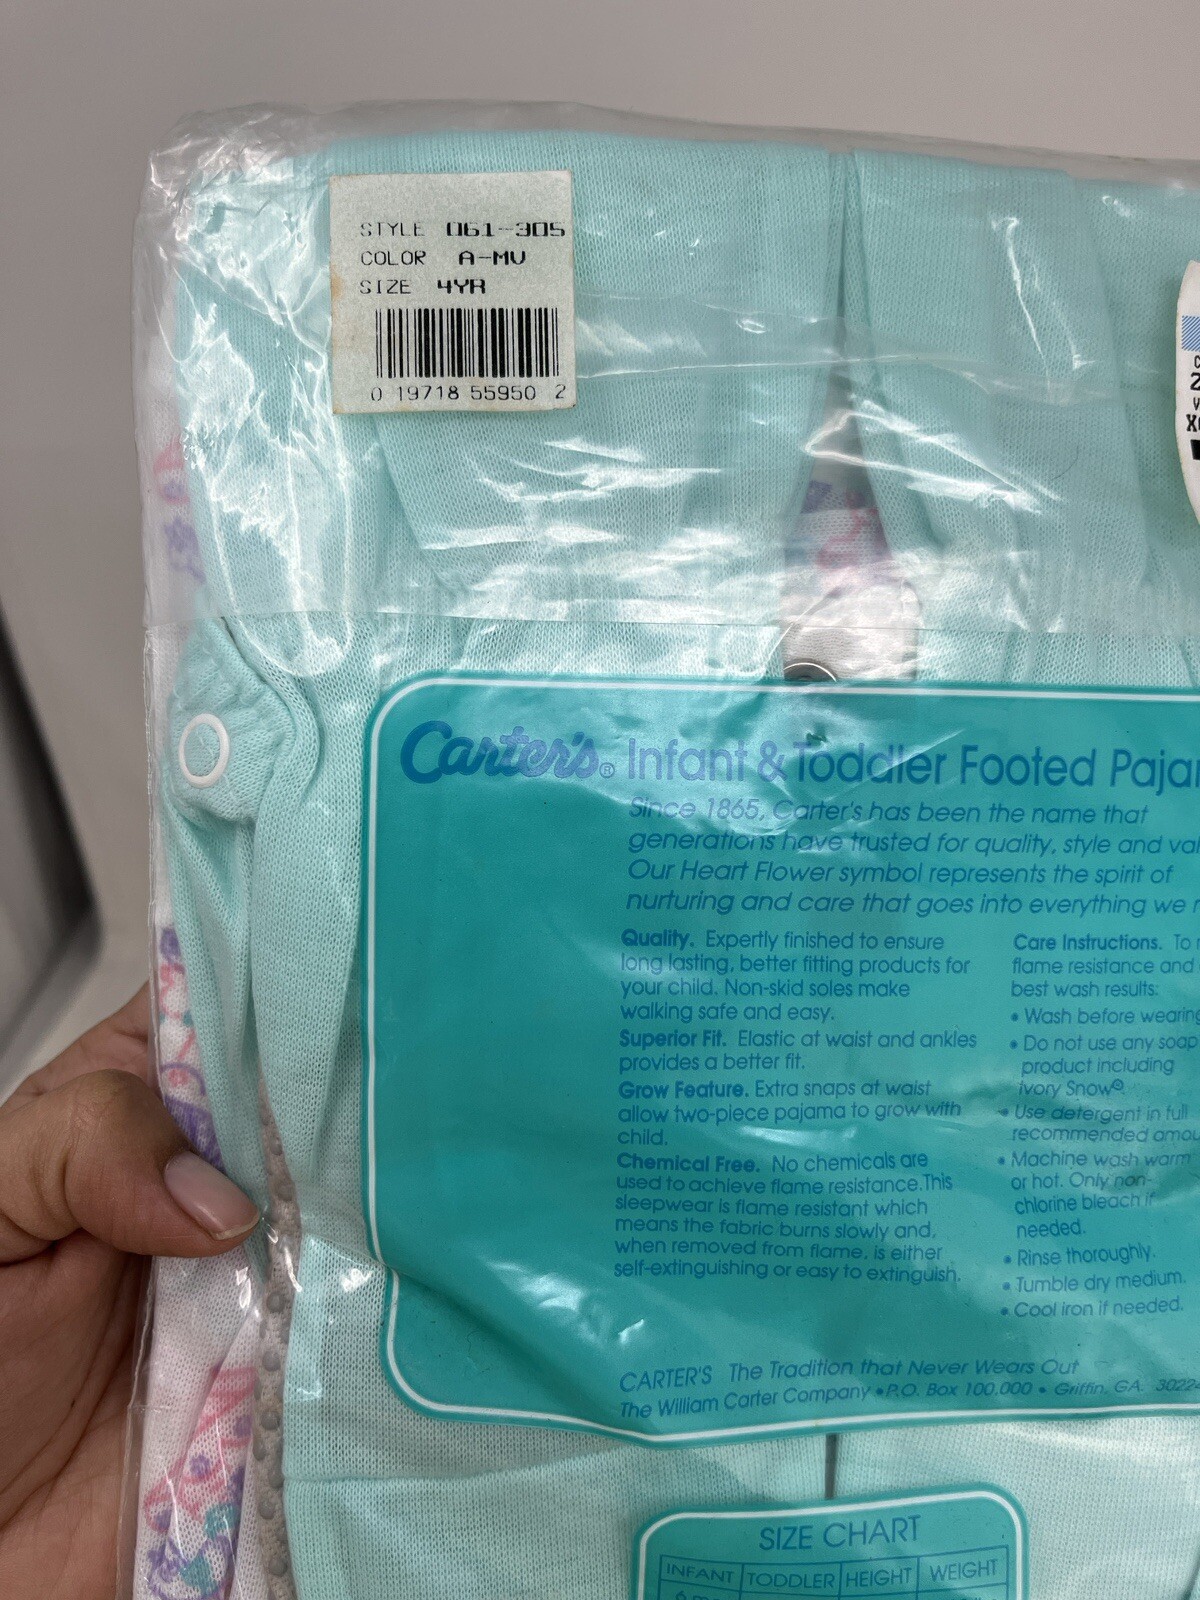 STYLE 061-305
COLOR A-MV
SIZE 4YR
0 19718 55950 2
Carter's® Infant & Toddler Footed
Since 1865, Carter's has been the name that
generations have trusted for quality, style and
Our Heart Flower symbol represents the spirit of
nurturing and care that goes into everything we
Quality. Expertly finished to ensure
long lasting, better fitting products for
your child. Non-skid soles make
walking safe and easy.
Superior Fit. Elastic at waist and ankles
provides a better fit.
Grow Feature. Extra snaps at waist
allow two-piece pajama to grow with
child.
Chemical Free. No chemicals are
used to achieve flame resistance.This
sleepwear is flame resistant which
means the fabric burns slowly and,
when removed from flame, is either
self-extinguishing or easy to extinguish.
Care Instructions. To
flame resistance and
best wash results:
• Wash before wearing
• Do not use any soap
product including
Ivory Snow®
• Use detergent in full
recommended
• Machine wash warm
or hot. Only non-
chlorine bleach if
needed.
• Rinse thoroughly.
• Tumble dry medium.
• Cool iron if needed.
CARTER'S The Tradition that Never Wears Out
The William Carter Company • P.O. Box 100,000 • Griffin, GA. 3022
SIZE CHART
INFANT TODDLER HEIGHT WEIGHT